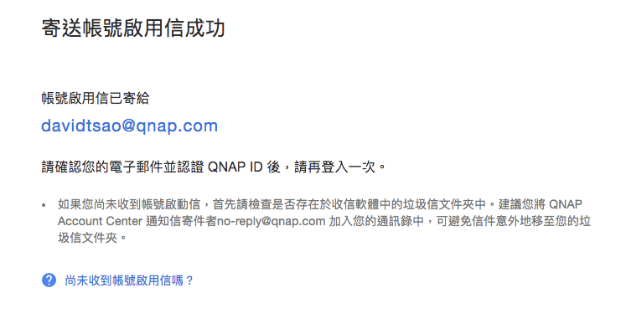 寄送帳號啟用信成功
帳號啟用信已寄給
davidtsao@qnap.com
請確認您的電子郵件並認證 QNAP ID 後，請再登入一次。
• 如果您尚未收到帳號啟動信，首先請檢查是否存在於收信軟體中的垃圾信文件夾中。建議您將 QNAP
Account Center 通知信寄件者no-reply@qnap.com 加入您的通訊錄中，可避免信件意外地移至您的垃
圾信文件夾。
? 尚未收到帳號啟用信嗎？